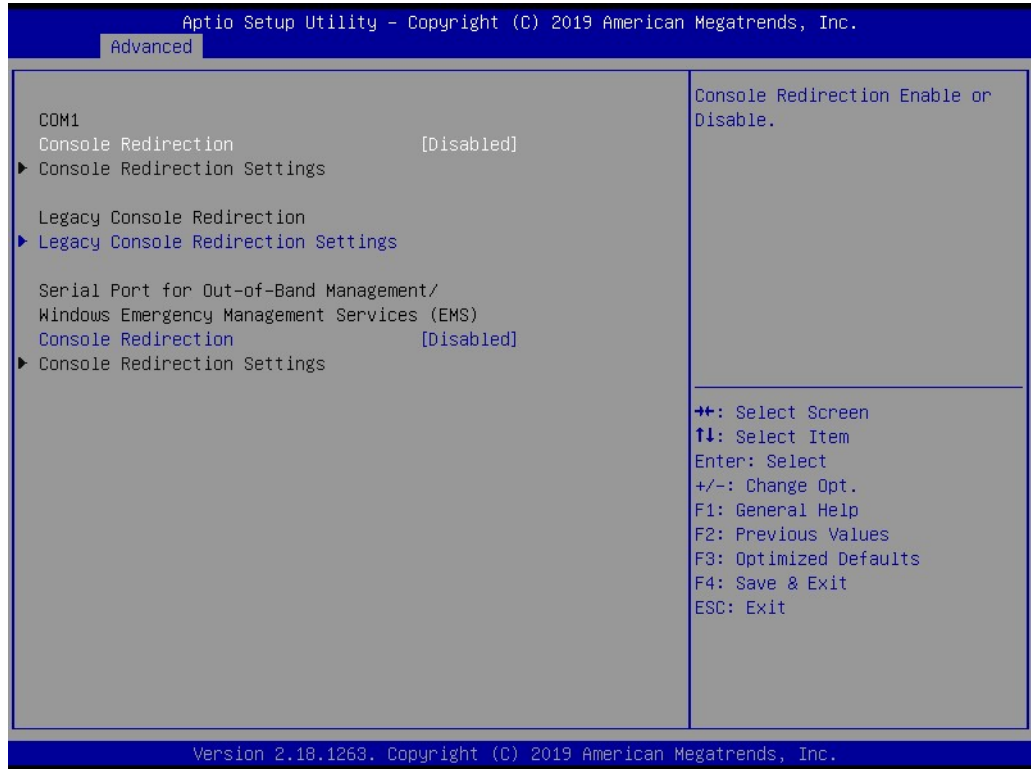 Aptio Setup Utility – Copyright (C) 2019 American Megatrends, Inc.
Advanced
COM1
Console Redirection [Disabled]
Console Redirection Settings
Legacy Console Redirection
Legacy Console Redirection Settings
Serial Port for Out-of-Band Management/
Windows Emergency Management Services (EMS)
Console Redirection [Disabled]
Console Redirection Settings
Console Redirection Enable or
Disable.
→←: Select Screen
↑↓: Select Item
Enter: Select
+/-: Change Opt.
F1: General Help
F2: Previous Values
F3: Optimized Defaults
F4: Save & Exit
ESC: Exit
Version 2.18.1263. Copyright (C) 2019 American Megatrends, Inc.